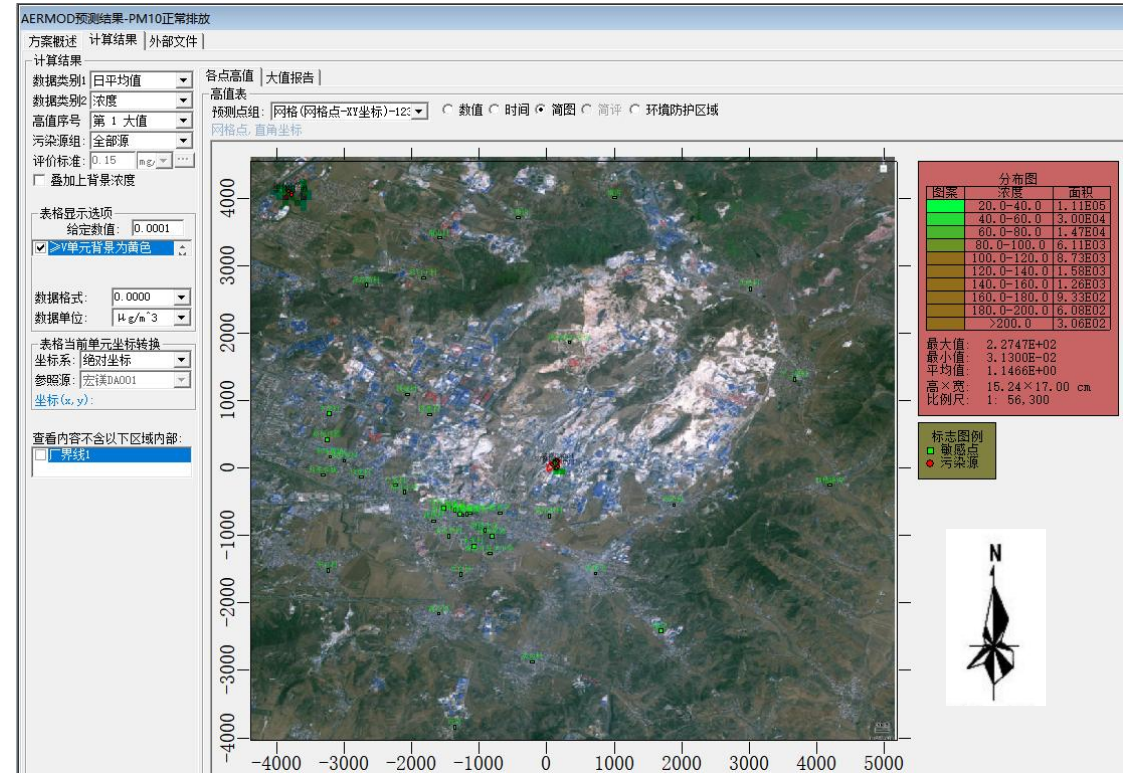 AERMOD预测结果-PM10正常排放
方案概述 计算结果 外部文件
计算结果
数据类别1 日平均值
数据类别2 浓度
高值序号 第 1 大值
污染源组: 全部源
评价标准: 0.15 mg/
叠加上背景浓度
表格显示选项
给定数值: 0.0001
≥V单元背景为黄色
数据格式: 0.0000
数据单位: μg/m^3
表格当前单元坐标转换
坐标系: 绝对坐标
参照源: 宏镁DA001
坐标(x,y):
查看内容不含以下区域内部:
厂界线1
各点高值 大值报告
高值表
预测点组: 网格(网格点-XY坐标)-123 数值 时间 简图 简评 环境防护区域
网格点,直角坐标
4000
3000
2000
1000
0
-1000
-2000
-3000
-4000
-4000 -3000 -2000 -1000 0 1000 2000 3000 4000 5000
分布图
图案 浓度 面积
20.0-40.0 1.11E05
40.0-60.0 3.00E04
60.0-80.0 1.47E04
80.0-100.0 6.11E03
100.0-120.0 8.73E03
120.0-140.0 1.58E03
140.0-160.0 1.26E03
160.0-180.0 9.33E02
180.0-200.0 6.08E02
>200.0 3.06E02
最大值: 2.2747E+02
最小值: 3.1300E-02
平均值: 1.1466E+00
高×宽: 15.24×17.00 cm
比例尺: 1: 56,300
标志图例
敏感点
污染源
N